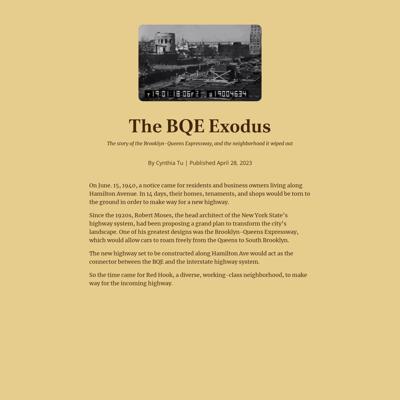 The BQE Exodus
The story of the Brooklyn-Queens Expressway, and the neighborhood it wiped out
By Cynthia Tu | Published April 28, 2023
On June. 15, 1940, a notice came for residents and business owners living along
Hamilton Avenue. In 14 days, their homes, tenaments, and shops would be torn to
the ground in order to make way for a new highway.
Since the 1920s, Robert Moses, the head architect of the New York State's
highway system, had been proposing a grand plan to transform the city's
landscape. One of his greatest designs was the Brooklyn-Queens Expressway,
which would allow cars to roam freely from the Queens to South Brooklyn.
The new highway set to be constructed along Hamilton Ave would act as the
connector between the BQE and the interstate highway system.
So the time came for Red Hook, a diverse, working-class neighborhood, to make
way for the incoming highway.